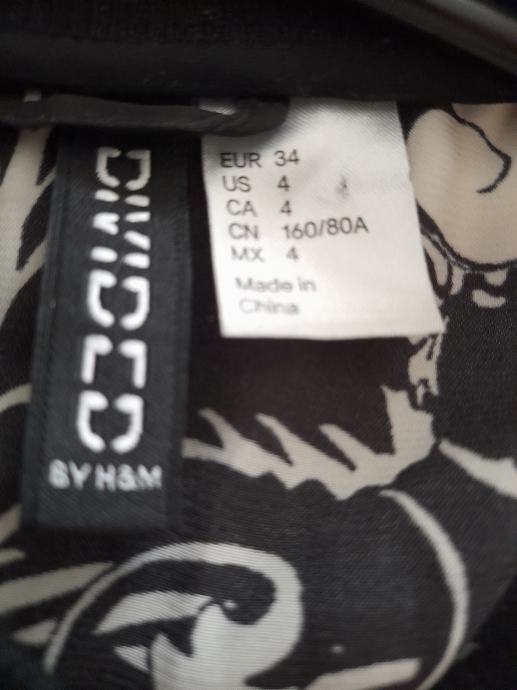 DIVIDED
BY H&M
EUR 34
US 4
CA 4
CN 160/80A
MX 4
Made in
China